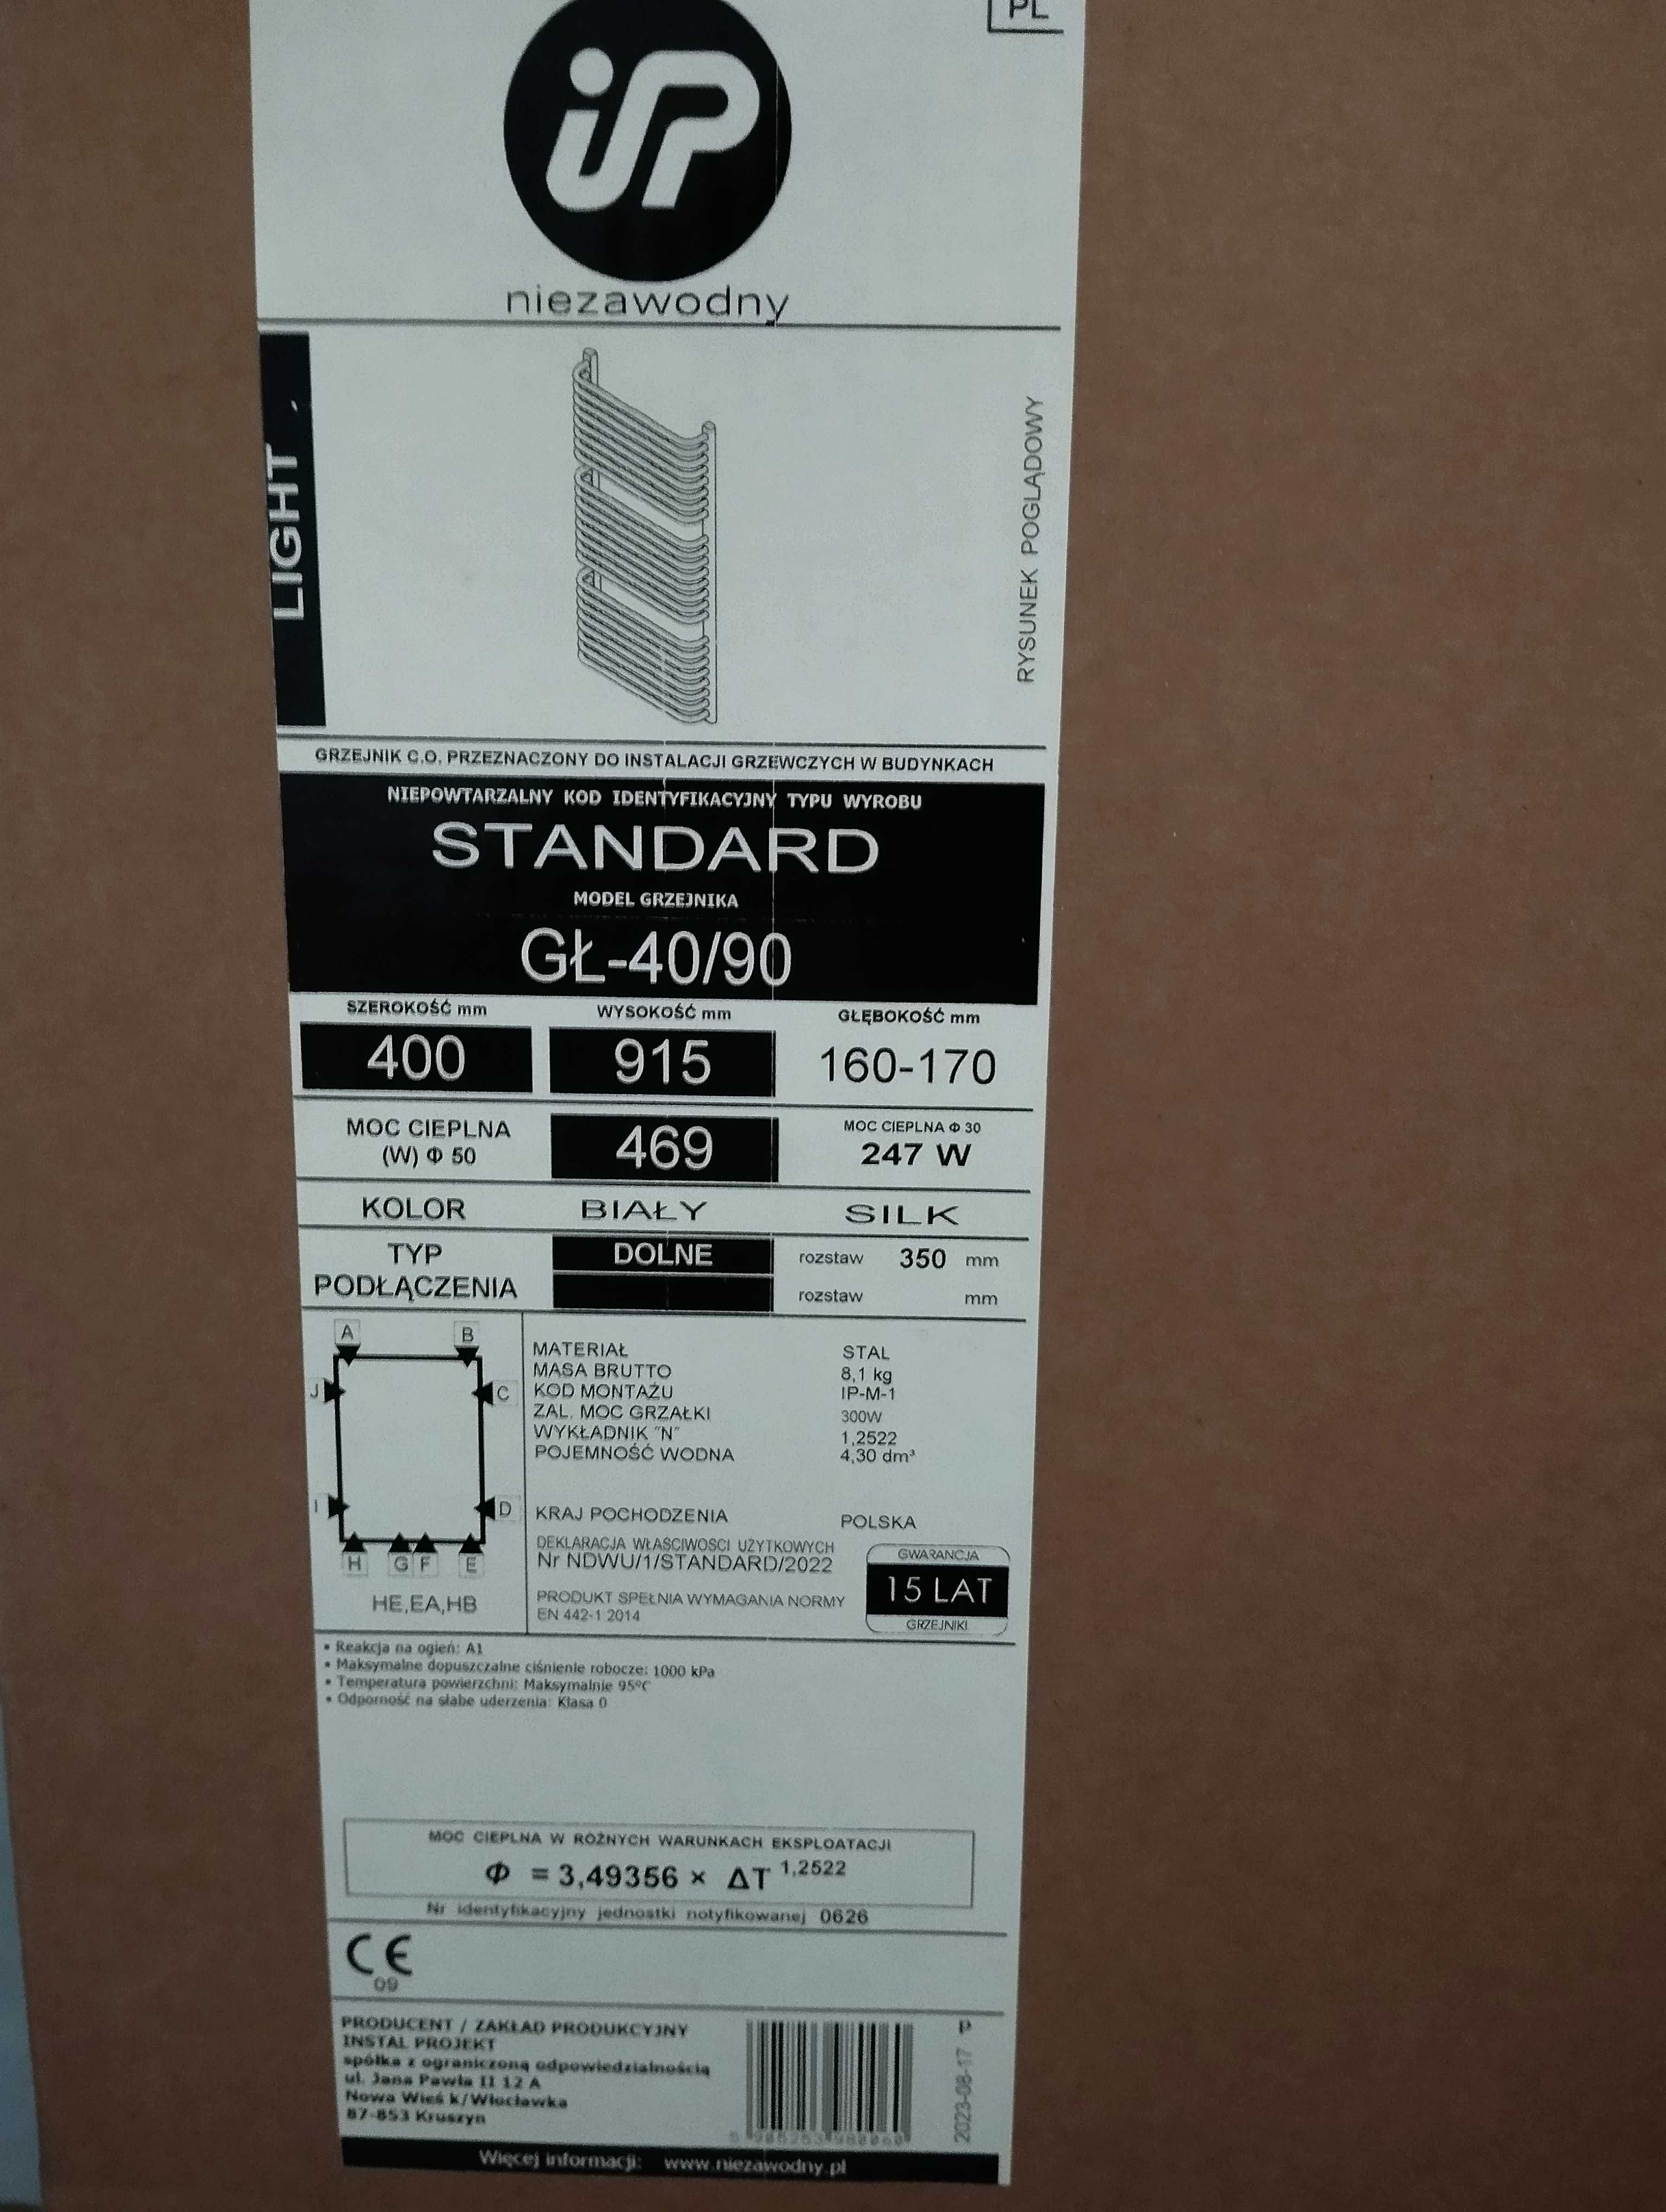 PL
iP
niezawodny
LIGHT
RYSUNEK POGLĄDOWY
GRZEJNIK C.O. PRZEZNACZONY DO INSTALACJI GRZEWCZYCH W BUDYNKACH
NIEPOWTARZALNY KOD IDENTYFIKACYJNY TYPU WYROBU
STANDARD
MODEL GRZEJNIKA
GŁ-40/90
SZEROKOŚĆ mm WYSOKOŚĆ mm GŁĘBOKOŚĆ mm
400 915 160-170
MOC CIEPLNA (W) Φ 50 469 MOC CIEPLNA Φ 30
247 W
KOLOR BIAŁY SILK
TYP PODŁĄCZENIA DOLNE rozstaw 350 mm
rozstaw mm
A B
J C
I D
H G F E
HE,EA,HB
MATERIAŁ STAL
MASA BRUTTO 8,1 kg
KOD MONTAŻU IP-M-1
ZAL. MOC GRZAŁKI 300W
WYKŁADNIK "N" 1,2522
POJEMNOŚĆ WODNA 4,30 dm³
KRAJ POCHODZENIA POLSKA
DEKLARACJA WŁAŚCIWOŚCI UŻYTKOWYCH
Nr NDWU/1/STANDARD/2022
PRODUKT SPEŁNIA WYMAGANIA NORMY
EN 442-1 2014
GWARANCJA
15 LAT
GRZEJNIKI
• Reakcja na ogień: A1
• Maksymalne dopuszczalne ciśnienie robocze: 1000 kPa
• Temperatura powierzchni: Maksymalnie 95°C
• Odporność na słabe uderzenia: Klasa 0
MOC CIEPLNA W RÓŻNYCH WARUNKACH EKSPLOATACJI
Φ = 3,49356 × ΔT 1,2522
Nr identyfikacyjny jednostki notyfikowanej 0626
CE
09
PRODUCENT / ZAKŁAD PRODUKCYJNY
INSTAL PROJEKT
spółka z ograniczoną odpowiedzialnością
ul. Jana Pawła II 12 A
Nowa Wieś k/Włocławka
87-853 Kruszyn
2023-08-17 P
Więcej informacji: www.niezawodny.pl